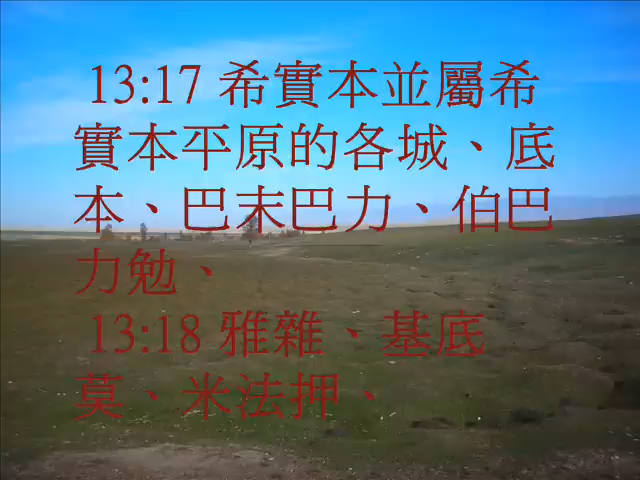 13:17 希實本並屬希
實本平原的各城、底
本、巴末巴力、伯巴
力勉、
13:18 雅雜、基底
莫、米法押、